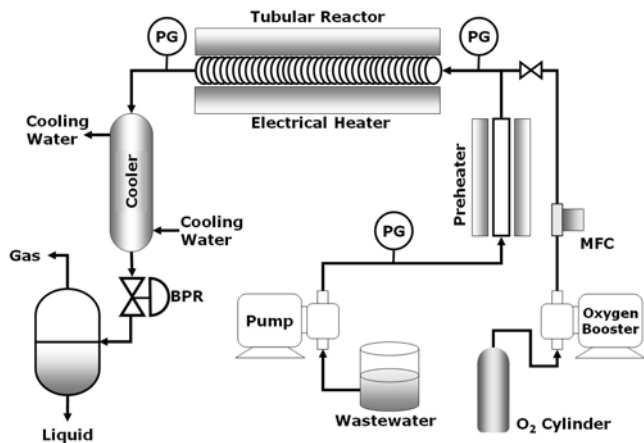 Tubular Reactor
PG
PG
Cooling
Water
Electrical Heater
Cooler
Preheater
Cooling
Water
PG
MFC
Gas
BPR
Pump
Oxygen
Booster
Wastewater
O₂ Cylinder
Liquid